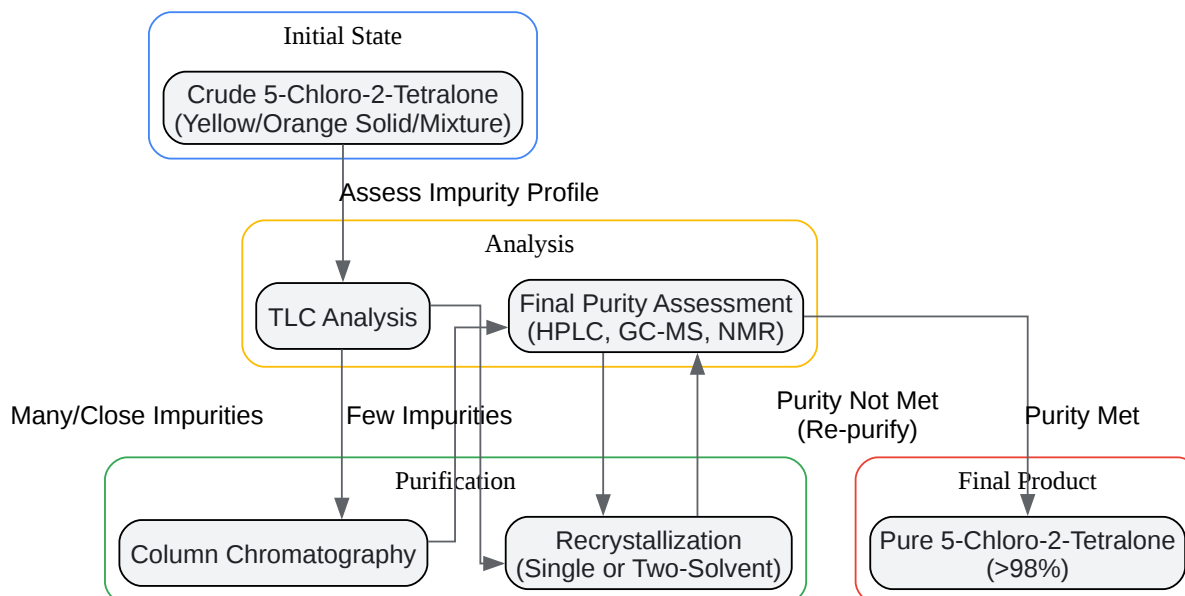 Initial State
Crude 5-Chloro-2-Tetralone
(Yellow/Orange Solid/Mixture)
Assess Impurity Profile
Analysis
TLC Analysis
Final Purity Assessment
(HPLC, GC-MS, NMR)
Many/Close Impurities
Few Impurities
Purity Not Met
(Re-purify)
Purity Met
Purification
Column Chromatography
Recrystallization
(Single or Two-Solvent)
Final Product
Pure 5-Chloro-2-Tetralone
(>98%)